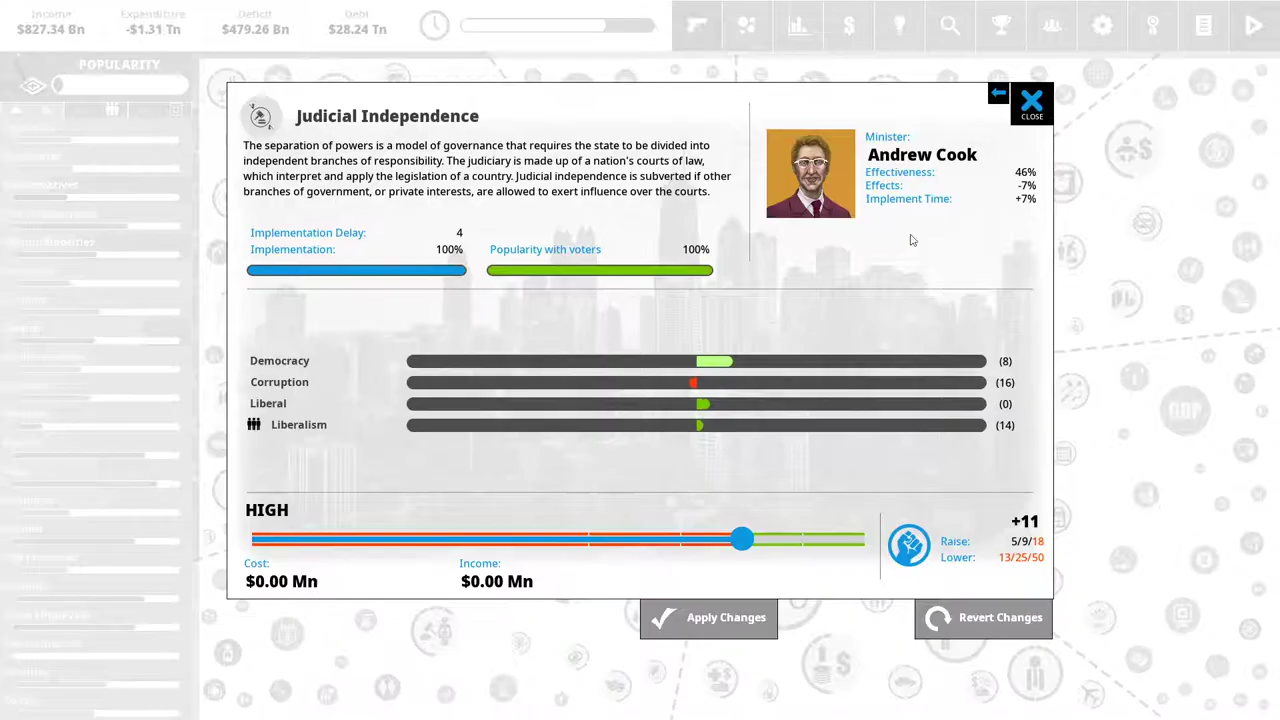 Income
$827.34 Bn
Expenditure
-$1.31 Tn
Deficit
$479.26 Bn
Debt
$28.24 Tn
POPULARITY
Judicial Independence
The separation of powers is a model of governance that requires the state to be divided into
independent branches of responsibility. The judiciary is made up of a nation's courts of law,
which interpret and apply the legislation of a country. Judicial independence is subverted if other
branches of government, or private interests, are allowed to exert influence over the courts.
Implementation Delay: 4
Implementation: 100%
Popularity with voters 100%
CLOSE
Minister:
Andrew Cook
Effectiveness: 46%
Effects: -7%
Implement Time: +7%
Democracy (8)
Corruption (16)
Liberal (0)
Liberalism (14)
HIGH
Cost:
$0.00 Mn
Income:
$0.00 Mn
+11
Raise: 5/9/18
Lower: 13/25/50
Apply Changes
Revert Changes
GDP